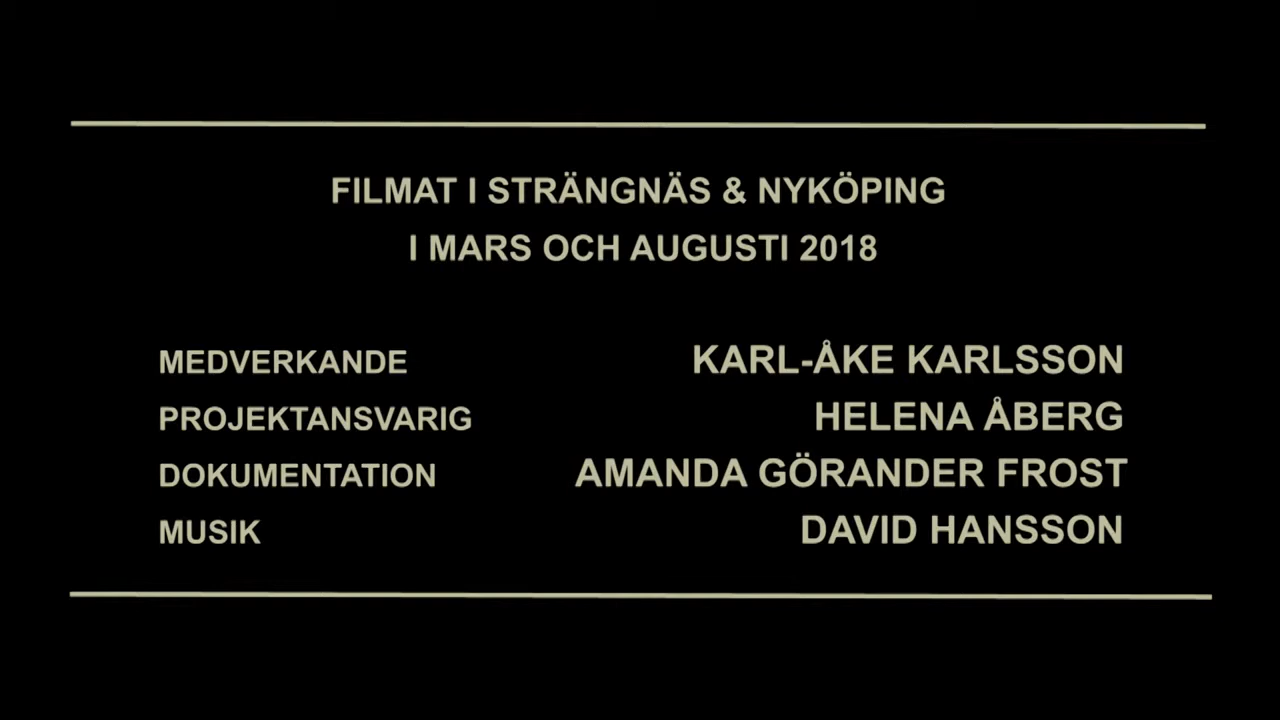 FILMAT I STRÄNGNÄS & NYKÖPING
I MARS OCH AUGUSTI 2018
MEDVERKANDE KARL-ÅKE KARLSSON
PROJEKTANSVARIG HELENA ÅBERG
DOKUMENTATION AMANDA GÖRANDER FROST
MUSIK DAVID HANSSON